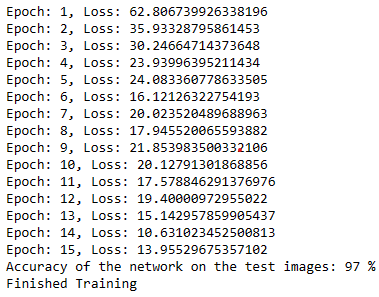 Epoch: 1, Loss: 62.806739926338196
Epoch: 2, Loss: 35.93328795861453
Epoch: 3, Loss: 30.24664714373648
Epoch: 4, Loss: 23.93996395211434
Epoch: 5, Loss: 24.083360778633505
Epoch: 6, Loss: 16.12126322754193
Epoch: 7, Loss: 20.023520489688963
Epoch: 8, Loss: 17.945520065593882
Epoch: 9, Loss: 21.853983500332106
Epoch: 10, Loss: 20.12791301868856
Epoch: 11, Loss: 17.578846291376976
Epoch: 12, Loss: 19.40000972955022
Epoch: 13, Loss: 15.142957859905437
Epoch: 14, Loss: 10.631023452500813
Epoch: 15, Loss: 13.95529675357102
Accuracy of the network on the test images: 97 %
Finished Training